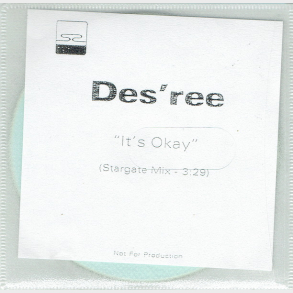 Des'ree
"It's Okay"
(Stargate Mix - 3:29)
Not For Production